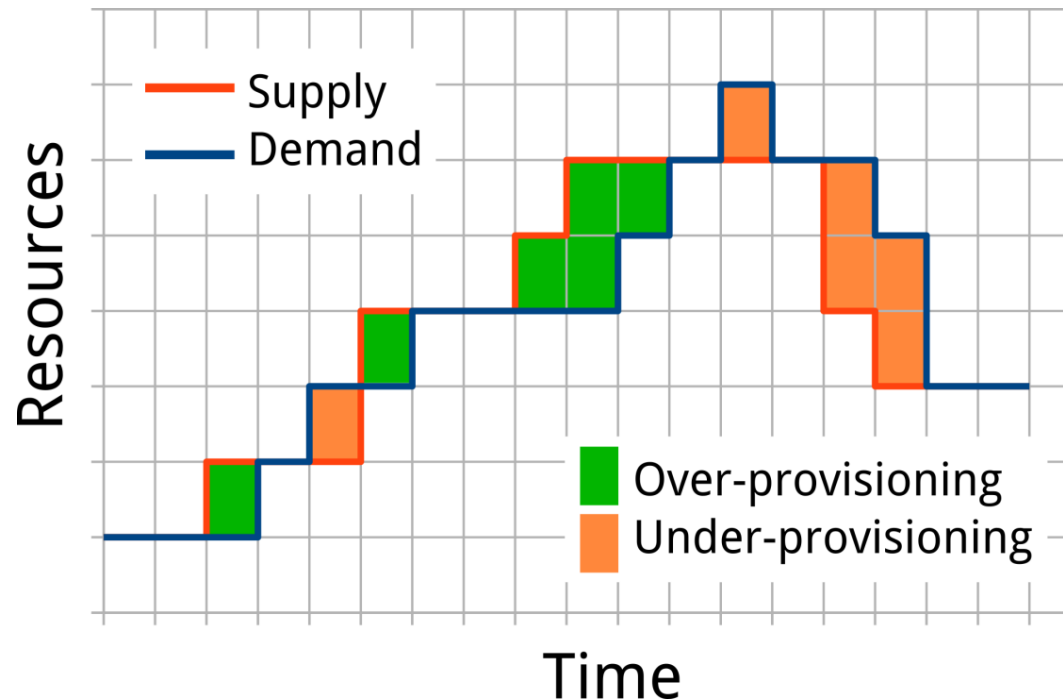 Supply
Demand
Resources
Over-provisioning
Under-provisioning
Time